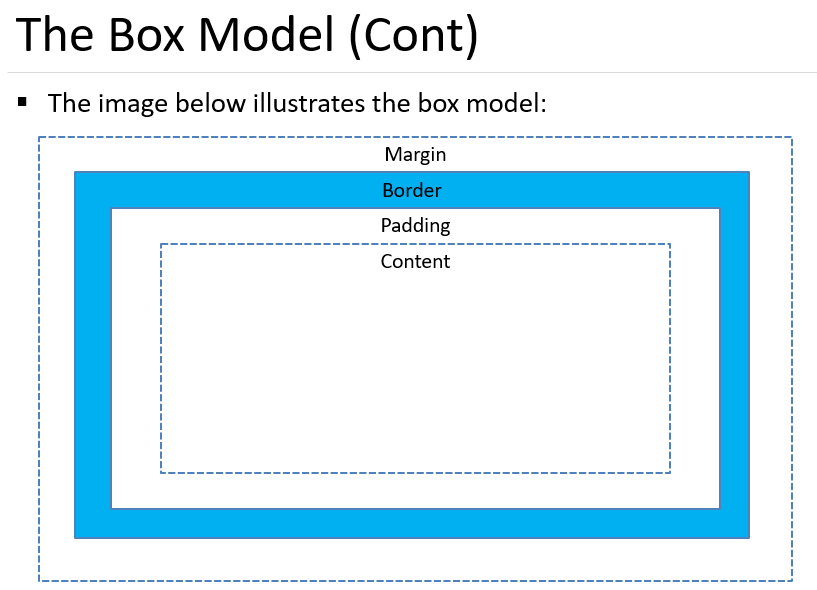 The Box Model (Cont)
▪ The image below illustrates the box model:
Margin
Border
Padding
Content